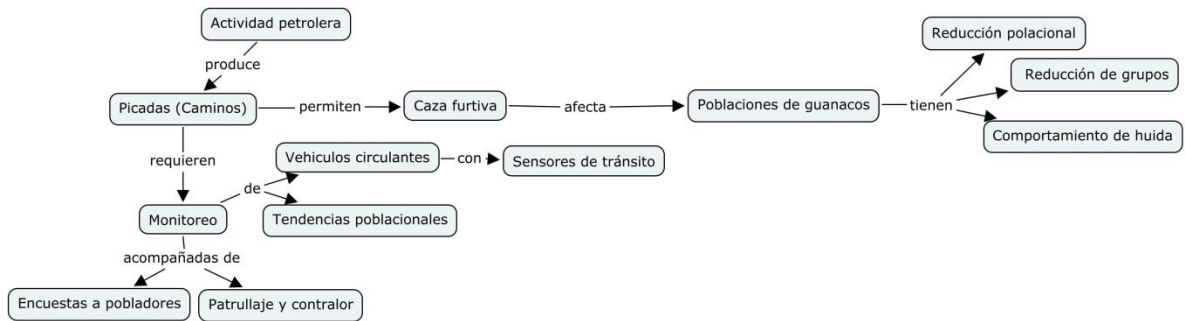 Actividad petrolera
produce
Picadas (Caminos)
permiten
Caza furtiva
afecta
Poblaciones de guanacos
tienen
Reducción polacional
Reducción de grupos
Comportamiento de huida
requieren
Monitoreo
de
Vehiculos circulantes
con
Sensores de tránsito
Tendencias poblacionales
acompañadas de
Encuestas a pobladores
Patrullaje y contralor